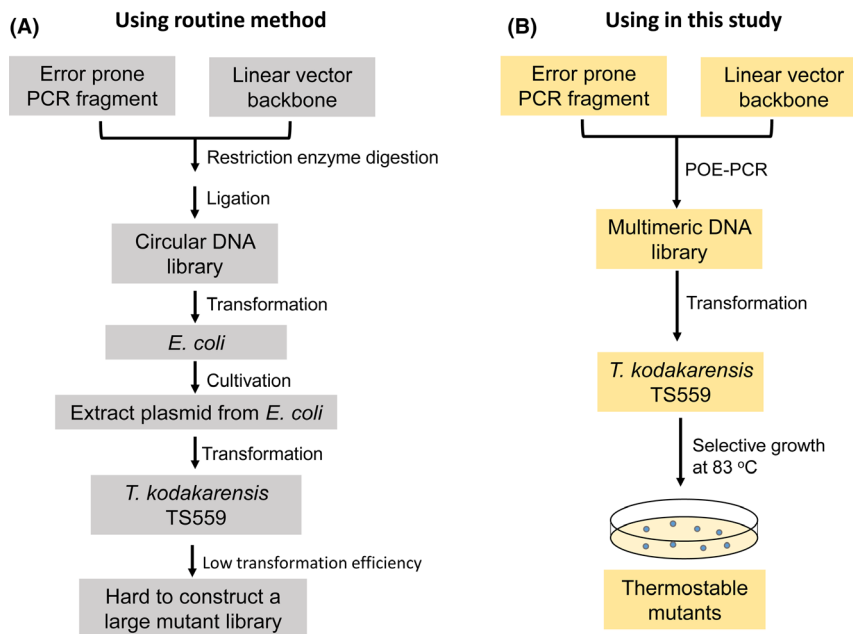 (A)
Using routine method
Error prone
PCR fragment
Linear vector
backbone
Restriction enzyme digestion
Ligation
Circular DNA
library
Transformation
E. coli
Cultivation
Extract plasmid from E. coli
Transformation
T. kodakarensis
TS559
Low transformation efficiency
Hard to construct a
large mutant library
(B)
Using in this study
Error prone
PCR fragment
Linear vector
backbone
POE-PCR
Multimeric DNA
library
Transformation
T. kodakarensis
TS559
Selective growth
at 83 °C
Thermostable
mutants